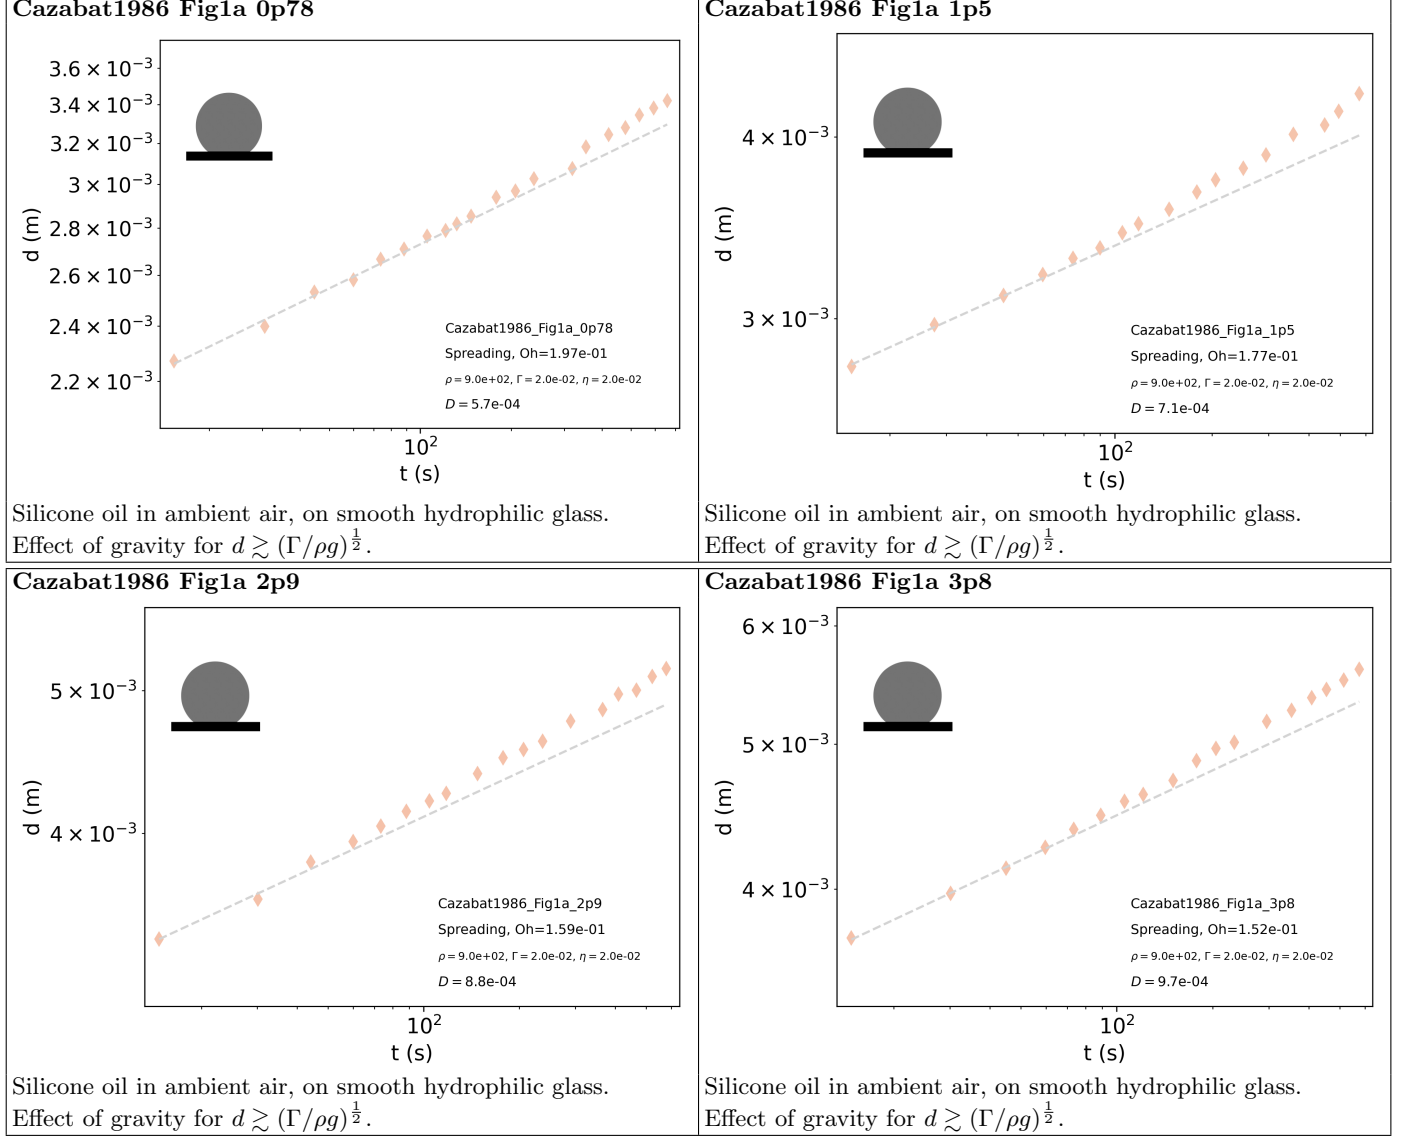 Cazabat1986 Fig1a 0p78
3.6 × 10⁻³
3.4 × 10⁻³
3.2 × 10⁻³
3 × 10⁻³
2.8 × 10⁻³
2.6 × 10⁻³
2.4 × 10⁻³
2.2 × 10⁻³
d (m)
Cazabat1986_Fig1a_0p78
Spreading, Oh=1.97e-01
ρ = 9.0e+02, Γ = 2.0e-02, η = 2.0e-02
D = 5.7e-04
10²
t (s)
Silicone oil in ambient air, on smooth hydrophilic glass.
Effect of gravity for d ≳ (Γ/ρg)^½.
Cazabat1986 Fig1a 1p5
4 × 10⁻³
3 × 10⁻³
d (m)
Cazabat1986_Fig1a_1p5
Spreading, Oh=1.77e-01
ρ = 9.0e+02, Γ = 2.0e-02, η = 2.0e-02
D = 7.1e-04
10²
t (s)
Silicone oil in ambient air, on smooth hydrophilic glass.
Effect of gravity for d ≳ (Γ/ρg)^½.
Cazabat1986 Fig1a 2p9
5 × 10⁻³
4 × 10⁻³
d (m)
Cazabat1986_Fig1a_2p9
Spreading, Oh=1.59e-01
ρ = 9.0e+02, Γ = 2.0e-02, η = 2.0e-02
D = 8.8e-04
10²
t (s)
Silicone oil in ambient air, on smooth hydrophilic glass.
Effect of gravity for d ≳ (Γ/ρg)^½.
Cazabat1986 Fig1a 3p8
6 × 10⁻³
5 × 10⁻³
4 × 10⁻³
d (m)
Cazabat1986_Fig1a_3p8
Spreading, Oh=1.52e-01
ρ = 9.0e+02, Γ = 2.0e-02, η = 2.0e-02
D = 9.7e-04
10²
t (s)
Silicone oil in ambient air, on smooth hydrophilic glass.
Effect of gravity for d ≳ (Γ/ρg)^½.